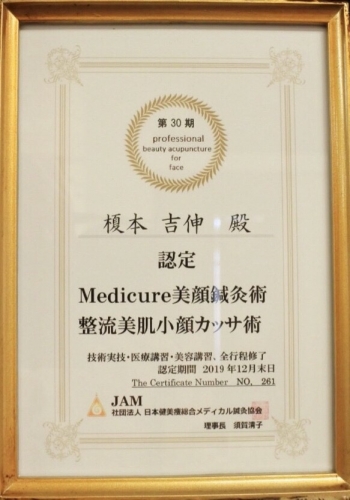 第30期
professional
beauty acupuncture
for
face
榎本 吉伸 殿
認定
Medicure美顔鍼灸術
整流美肌小顔カッサ術
技術実技・医療講習・美容講習、全行程修了
認定期間 2019年12月末日
The Certificate Number NO. 261
JAM
社団法人 日本健美痩総合メディカル鍼灸協会
理事長 須賀清子